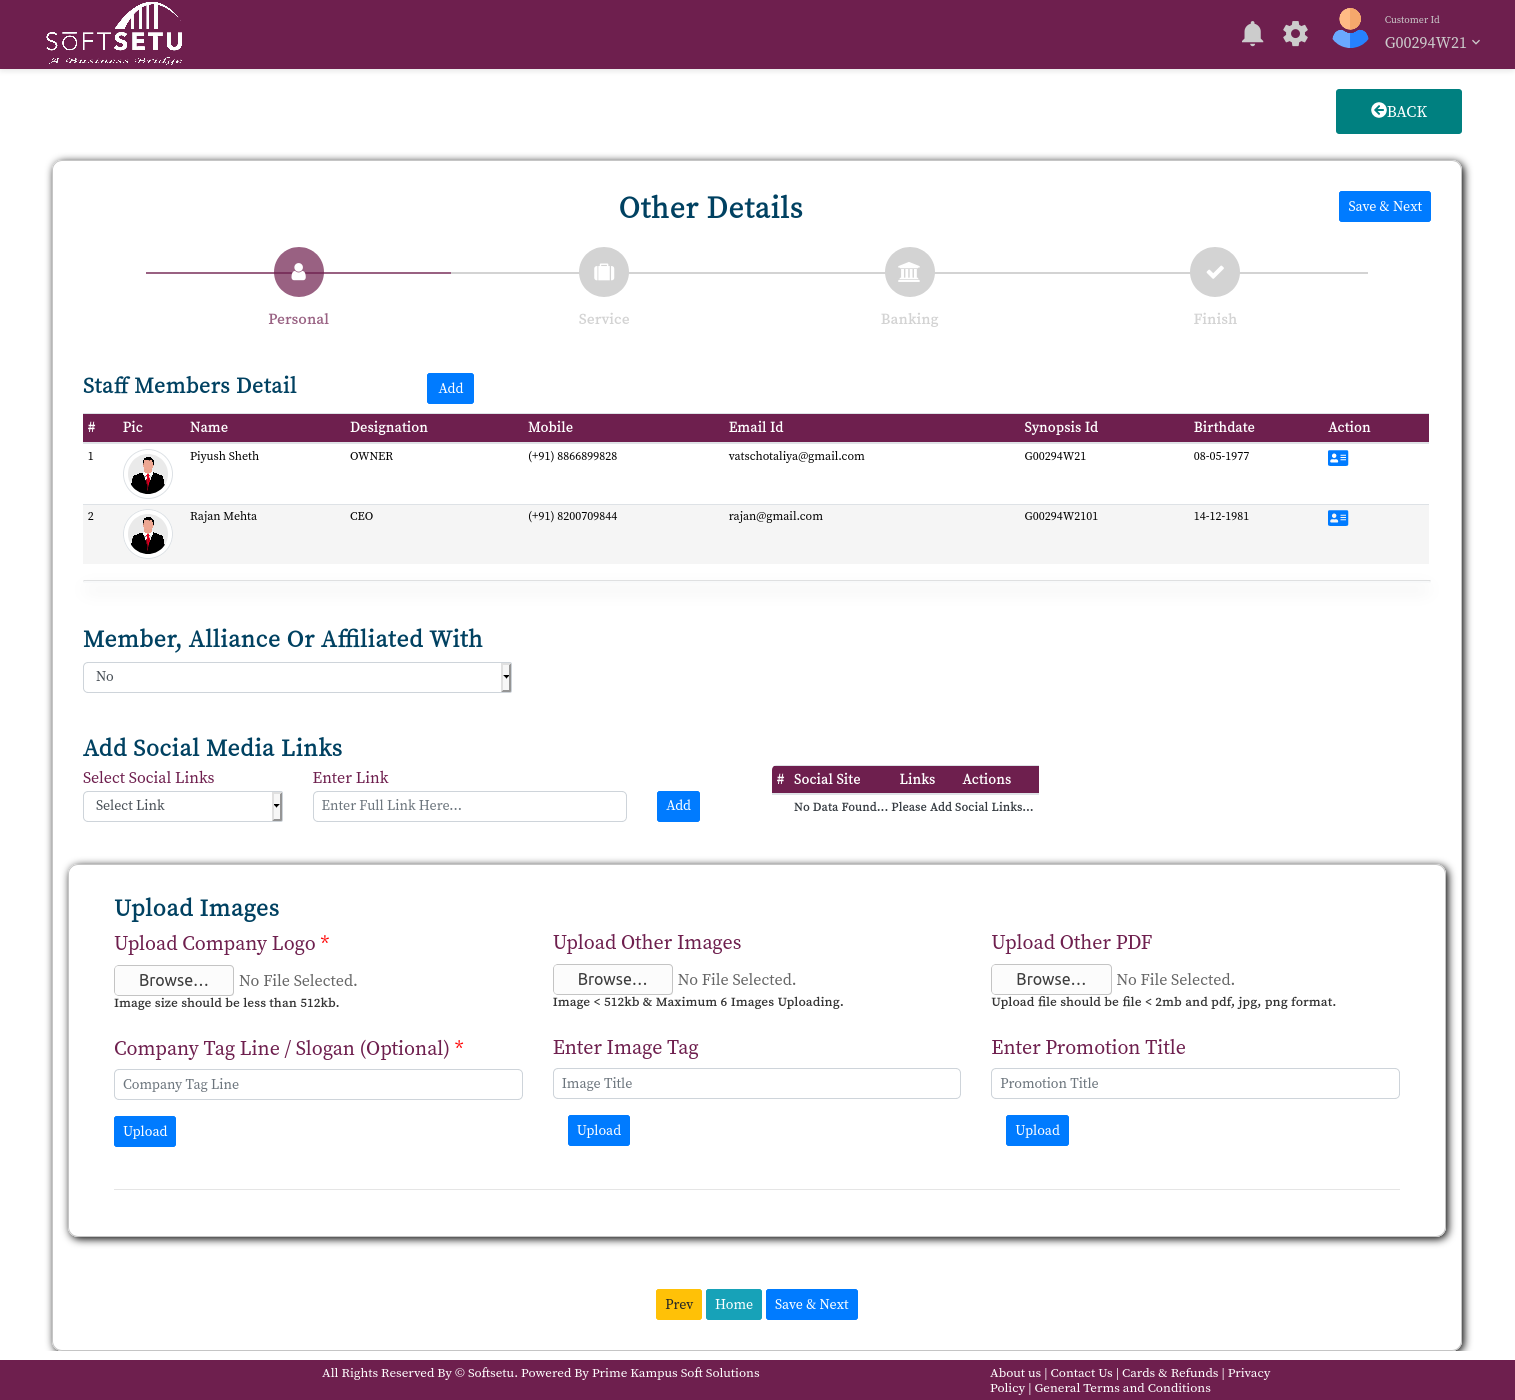 SOFTSETU
A Business Bridge
Customer Id
G00294W21
BACK
Other Details
Save & Next
Personal
Service
Banking
Finish
Staff Members Detail
Add
# Pic Name Designation Mobile Email Id Synopsis Id Birthdate Action
1 Piyush Sheth OWNER (+91) 8866899828 vatschotaliya@gmail.com G00294W21 08-05-1977
2 Rajan Mehta CEO (+91) 8200709844 rajan@gmail.com G00294W2101 14-12-1981
Member, Alliance Or Affiliated With
No
Add Social Media Links
Select Social Links Enter Link
Select Link Enter Full Link Here... Add
# Social Site Links Actions
No Data Found... Please Add Social Links...
Upload Images
Upload Company Logo * Upload Other Images Upload Other PDF
Browse... No File Selected. Browse... No File Selected. Browse... No File Selected.
Image size should be less than 512kb. Image < 512kb & Maximum 6 Images Uploading. Upload file should be file < 2mb and pdf, jpg, png format.
Company Tag Line / Slogan (Optional) * Enter Image Tag Enter Promotion Title
Company Tag Line Image Title Promotion Title
Upload Upload Upload
Prev Home Save & Next
All Rights Reserved By © Softsetu. Powered By Prime Kampus Soft Solutions
About us | Contact Us | Cards & Refunds | Privacy
Policy | General Terms and Conditions